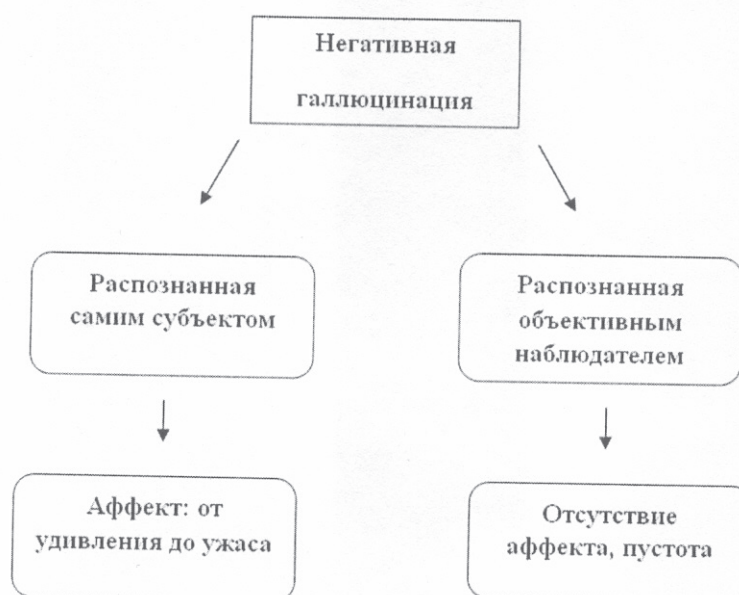 Негативная
галлюцинация
Распознанная
самим субъектом
Распознанная
объективным
наблюдателем
Аффект: от
удивления до ужаса
Отсутствие
аффекта, пустота